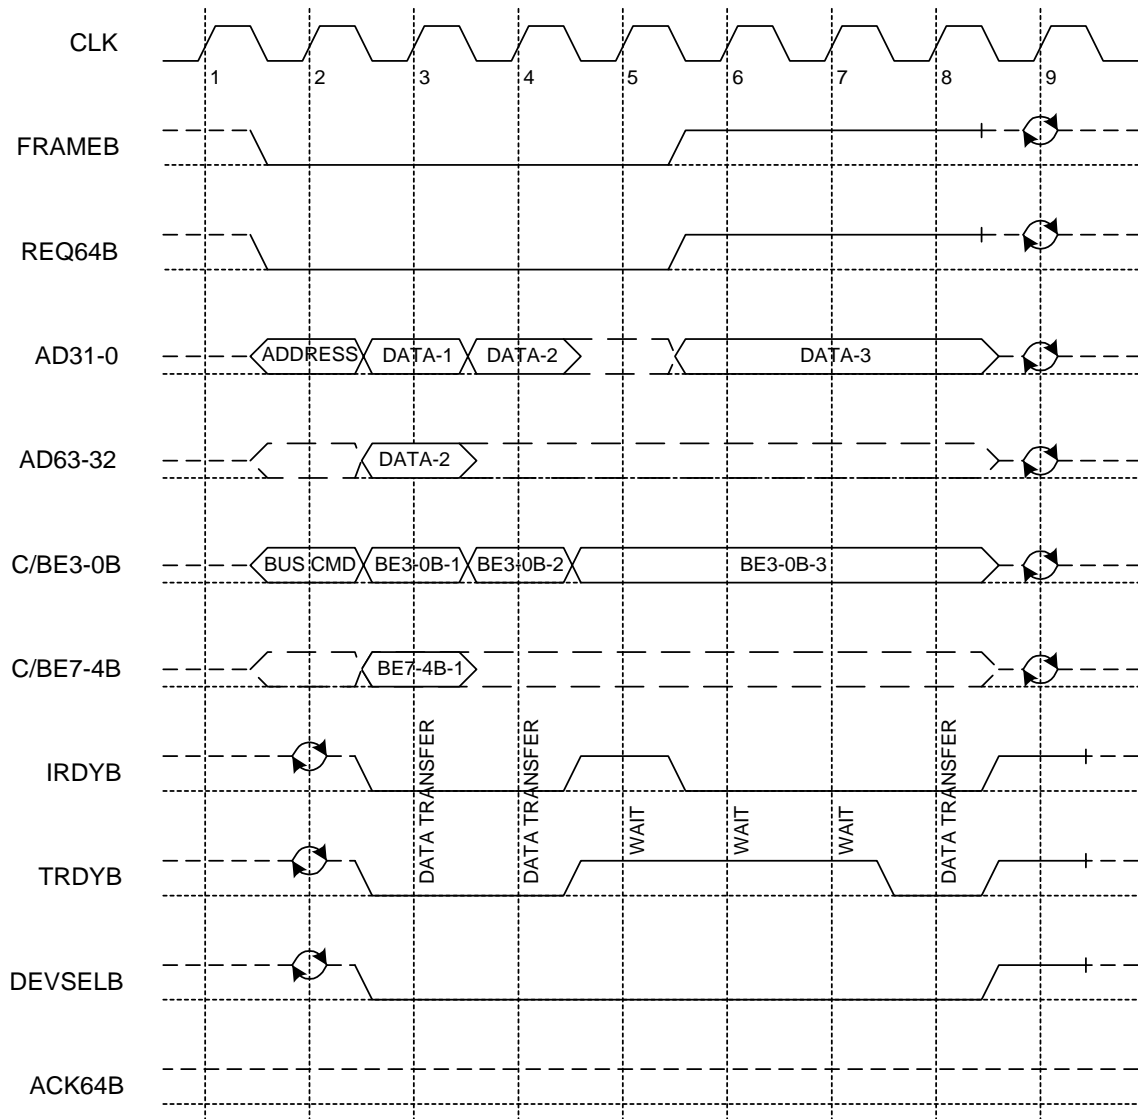 CLK
1 2 3 4 5 6 7 8 9
FRAMEB
REQ64B
AD31-0
ADDRESS DATA-1 DATA-2 DATA-3
AD63-32
DATA-2
C/BE3-0B
BUS CMD BE3-0B-1 BE3-0B-2 BE3-0B-3
C/BE7-4B
BE7-4B-1
IRDYB
DATA TRANSFER
DATA TRANSFER
WAIT
WAIT
WAIT
DATA TRANSFER
TRDYB
DEVSELB
ACK64B